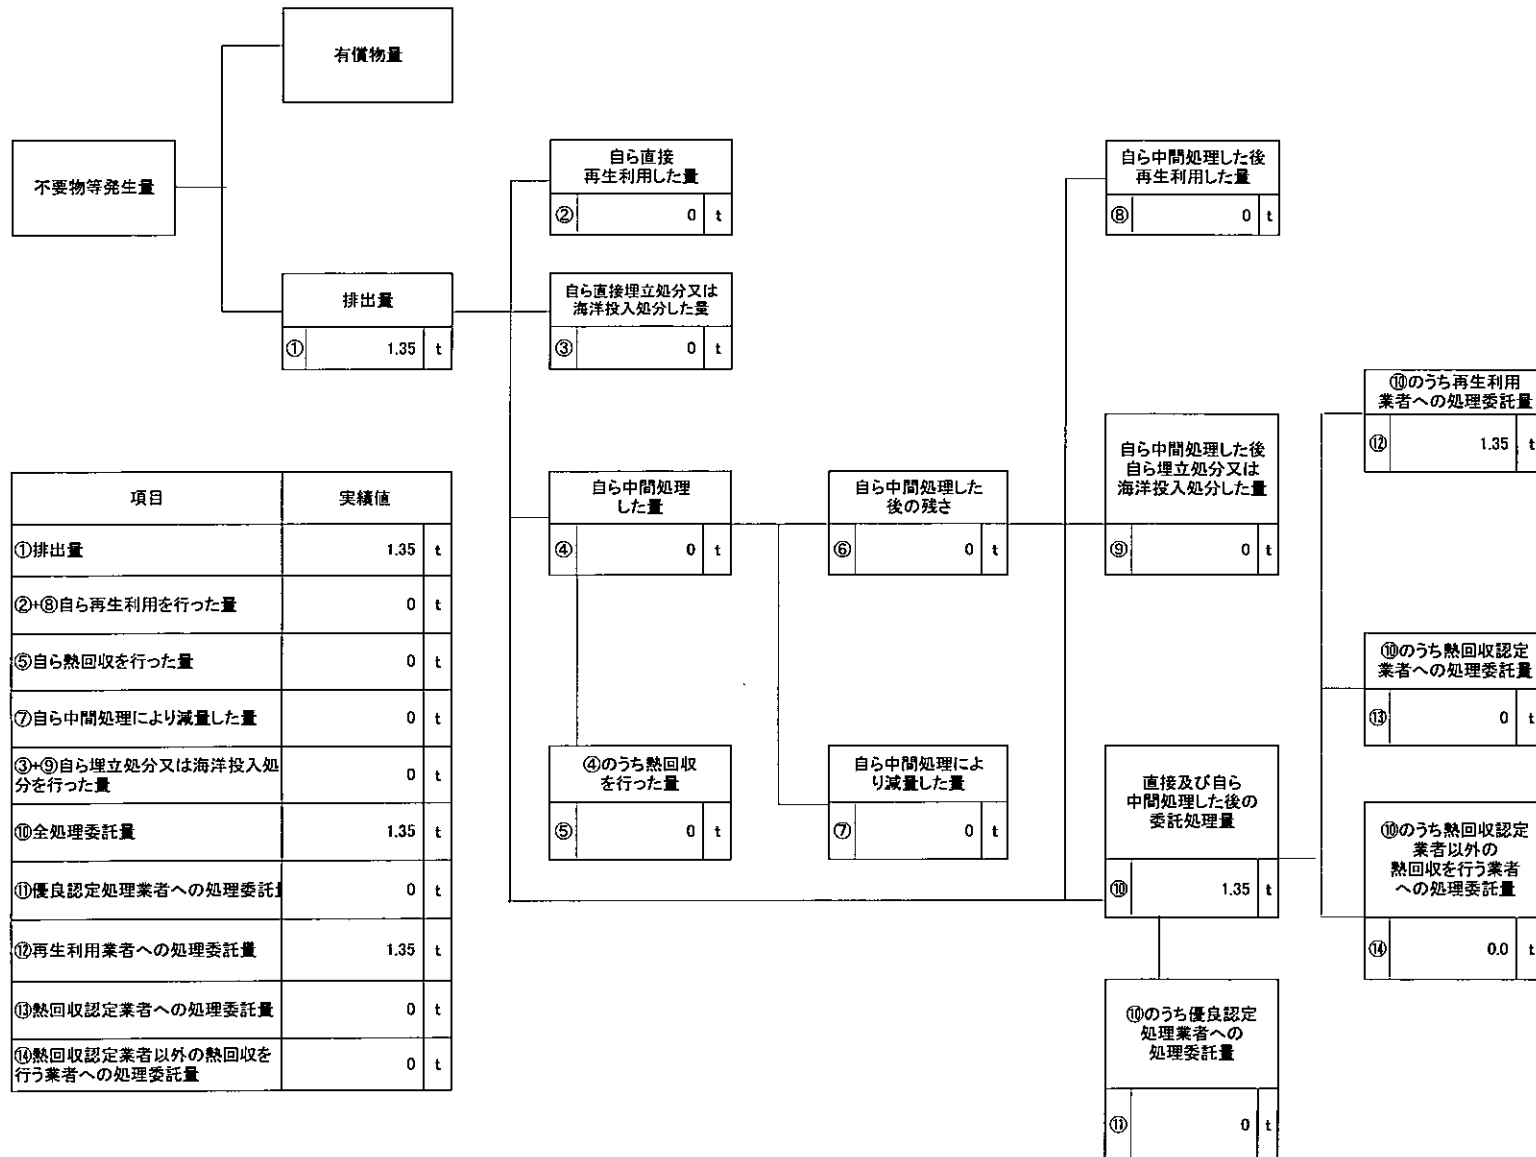 有償物量
不要物等発生量
排出量
① 1.35 t
自ら直接
再生利用した量
② 0 t
自ら直接埋立処分又は
海洋投入処分した量
③ 0 t
自ら中間処理
した量
④ 0 t
④のうち熱回収
を行った量
⑤ 0 t
自ら中間処理した
後の残さ
⑥ 0 t
自ら中間処理によ
り減量した量
⑦ 0 t
自ら中間処理した後
再生利用した量
⑧ 0 t
自ら中間処理した後
自ら埋立処分又は
海洋投入処分した量
⑨ 0 t
直接及び自ら
中間処理した後の
委託処理量
⑩ 1.35 t
⑩のうち優良認定
処理業者への
処理委託量
⑪ 0 t
⑩のうち再生利用
業者への処理委託量
⑫ 1.35 t
⑩のうち熱回収認定
業者への処理委託量
⑬ 0 t
⑩のうち熱回収認定
業者以外の
熱回収を行う業者
への処理委託量
⑭ 0.0 t
項目 実績値
①排出量 1.35 t
②+⑧自ら再生利用を行った量 0 t
⑤自ら熱回収を行った量 0 t
⑦自ら中間処理により減量した量 0 t
③+⑨自ら埋立処分又は海洋投入処
分を行った量 0 t
⑩全処理委託量 1.35 t
⑪優良認定処理業者への処理委託 0 t
⑫再生利用業者への処理委託量 1.35 t
⑬熱回収認定業者への処理委託量 0 t
⑭熱回収認定業者以外の熱回収を
行う業者への処理委託量 0 t